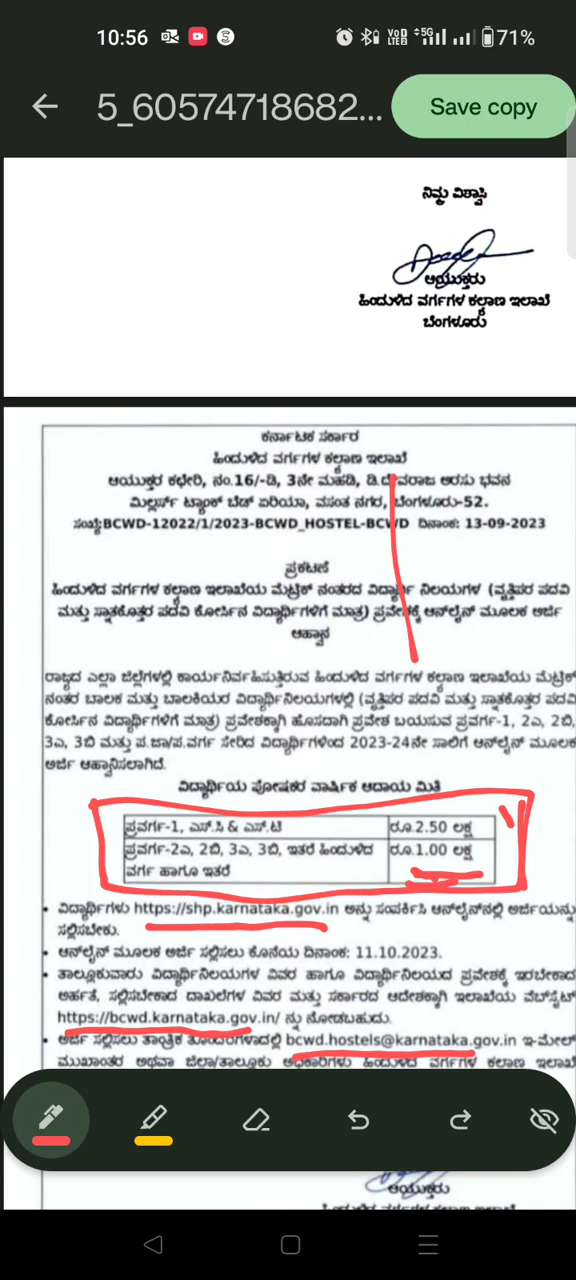 10:56
VoD LTE2 5G 71%
5_60574718682...
Save copy
ನಿಮ್ಮ ವಿಶ್ವಾಸಿ
ಆಯುಕ್ತರು
ಹಿಂದುಳಿದ ವರ್ಗಗಳ ಕಲ್ಯಾಣ ಇಲಾಖೆ
ಬೆಂಗಳೂರು
ಕರ್ನಾಟಕ ಸರ್ಕಾರ
ಹಿಂದುಳಿದ ವರ್ಗಗಳ ಕಲ್ಯಾಣ ಇಲಾಖೆ
ಆಯುಕ್ತರ ಕಛೇರಿ, ನಂ.16/-ಡಿ, 3ನೇ ಮಹಡಿ, ಡಿ.ದೇವರಾಜ ಅರಸು ಭವನ
ಮಿಲ್ಲರ್ಸ್ ಟ್ಯಾಂಕ್ ಬೆಡ್ ಏರಿಯಾ, ವಸಂತ ನಗರ, ಬೆಂಗಳೂರು-52.
ಸಂಖ್ಯೆ:BCWD-12022/1/2023-BCWD_HOSTEL-BCWD ದಿನಾಂಕ: 13-09-2023
ಪ್ರಕಟಣೆ
ಹಿಂದುಳಿದ ವರ್ಗಗಳ ಕಲ್ಯಾಣ ಇಲಾಖೆಯ ಮೆಟ್ರಿಕ್ ನಂತರದ ವಿದ್ಯಾರ್ಥಿ ನಿಲಯಗಳ (ವೃತ್ತಿಪರ ಪದವಿ
ಮತ್ತು ಸ್ನಾತಕೋತ್ತರ ಪದವಿ ಕೋರ್ಸಿನ ವಿದ್ಯಾರ್ಥಿಗಳಿಗೆ ಮಾತ್ರ) ಪ್ರವೇಶಕ್ಕೆ ಆನ್‌ಲೈನ್ ಮೂಲಕ ಅರ್ಜಿ
ಆಹ್ವಾನ
ರಾಜ್ಯದ ಎಲ್ಲಾ ಜಿಲ್ಲೆಗಳಲ್ಲಿ ಕಾರ್ಯನಿರ್ವಹಿಸುತ್ತಿರುವ ಹಿಂದುಳಿದ ವರ್ಗಗಳ ಕಲ್ಯಾಣ ಇಲಾಖೆಯ ಮೆಟ್ರಿಕ್
ನಂತರ ಬಾಲಕ ಮತ್ತು ಬಾಲಕಿಯರ ವಿದ್ಯಾರ್ಥಿನಿಲಯಗಳಲ್ಲಿ (ವೃತ್ತಿಪರ ಪದವಿ ಮತ್ತು ಸ್ನಾತಕೋತ್ತರ ಪದವಿ
ಕೋರ್ಸಿನ ವಿದ್ಯಾರ್ಥಿಗಳಿಗೆ ಮಾತ್ರ) ಪ್ರವೇಶಕ್ಕಾಗಿ ಹೊಸದಾಗಿ ಪ್ರವೇಶ ಬಯಸುವ ಪ್ರವರ್ಗ-1, 2ಎ, 2ಬಿ,
3ಎ, 3ಬಿ ಮತ್ತು ಪ.ಜಾ/ಪ.ವರ್ಗ ಸೇರಿದ ವಿದ್ಯಾರ್ಥಿಗಳಿಂದ 2023-24ನೇ ಸಾಲಿಗೆ ಆನ್‌ಲೈನ್ ಮೂಲಕ
ಅರ್ಜಿ ಆಹ್ವಾನಿಸಲಾಗಿದೆ.
ವಿದ್ಯಾರ್ಥಿಯ ಪೋಷಕರ ವಾರ್ಷಿಕ ಆದಾಯ ಮಿತಿ
ಪ್ರವರ್ಗ-1, ಎಸ್.ಸಿ & ಎಸ್.ಟಿ ರೂ.2.50 ಲಕ್ಷ
ಪ್ರವರ್ಗ-2ಎ, 2ಬಿ, 3ಎ, 3ಬಿ, ಇತರೆ ಹಿಂದುಳಿದ ರೂ.1.00 ಲಕ್ಷ
ವರ್ಗ ಹಾಗೂ ಇತರೆ
• ವಿದ್ಯಾರ್ಥಿಗಳು https://shp.karnataka.gov.in ಅನ್ನು ಸಂಪರ್ಕಿಸಿ ಆನ್‌ಲೈನ್‌ನಲ್ಲಿ ಅರ್ಜಿಯನ್ನು
ಸಲ್ಲಿಸಬೇಕು.
• ಆನ್‌ಲೈನ್ ಮೂಲಕ ಅರ್ಜಿ ಸಲ್ಲಿಸಲು ಕೊನೆಯ ದಿನಾಂಕ: 11.10.2023.
• ತಾಲ್ಲೂಕುವಾರು ವಿದ್ಯಾರ್ಥಿನಿಲಯಗಳ ವಿವರ ಹಾಗೂ ವಿದ್ಯಾರ್ಥಿನಿಲಯದ ಪ್ರವೇಶಕ್ಕೆ ಇರಬೇಕಾದ
ಅರ್ಹತೆ, ಸಲ್ಲಿಸಬೇಕಾದ ದಾಖಲೆಗಳ ವಿವರ ಮತ್ತು ಸರ್ಕಾರದ ಆದೇಶಕ್ಕಾಗಿ ಇಲಾಖೆಯ ವೆಬ್‌ಸೈಟ್
https://bcwd.karnataka.gov.in/ ನ್ನು ನೋಡಬಹುದು.
• ಅರ್ಜಿ ಸಲ್ಲಿಸಲು ತಾಂತ್ರಿಕ ತೊಂದರೆಗಳಿದಲ್ಲಿ bcwd.hostels@karnataka.gov.in ಇ-ಮೇಲ್
ಮುಖಾಂತರ ಅಥವಾ ಜಿಲ್ಲಾ/ತಾಲ್ಲೂಕು ಅಧಿಕಾರಿಗಳು ಹಿಂದುಳಿದ ವರ್ಗಗಳ ಕಲ್ಯಾಣ ಇಲಾಖೆ
ಆಯುಕ್ತರು